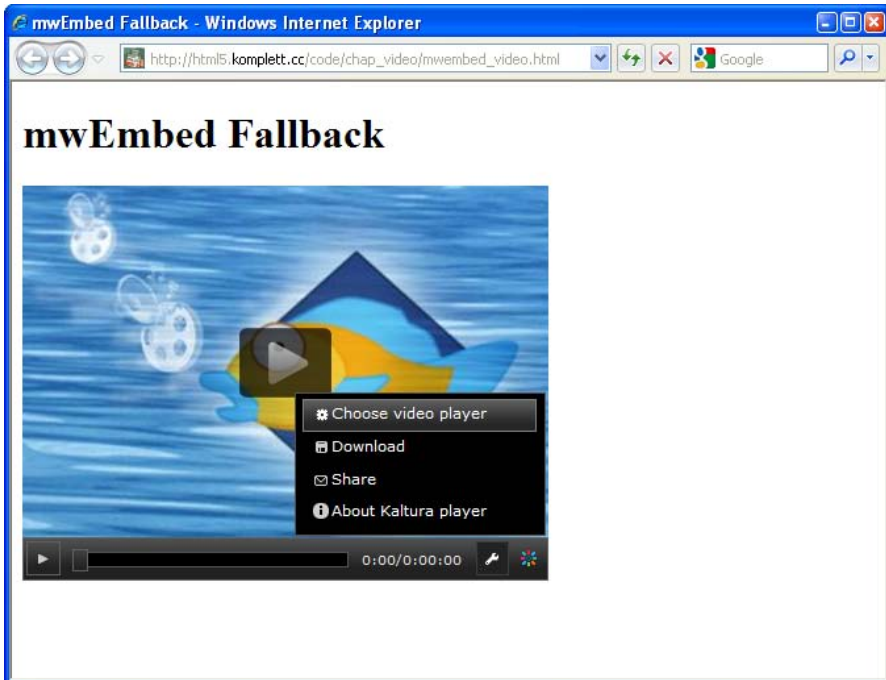 mwEmbed Fallback - Windows Internet Explorer
http://html5.komplett.cc/code/chap_video/mwembed_video.html
Google
mwEmbed Fallback
Choose video player
Download
Share
About Kaltura player
0:00/0:00:00